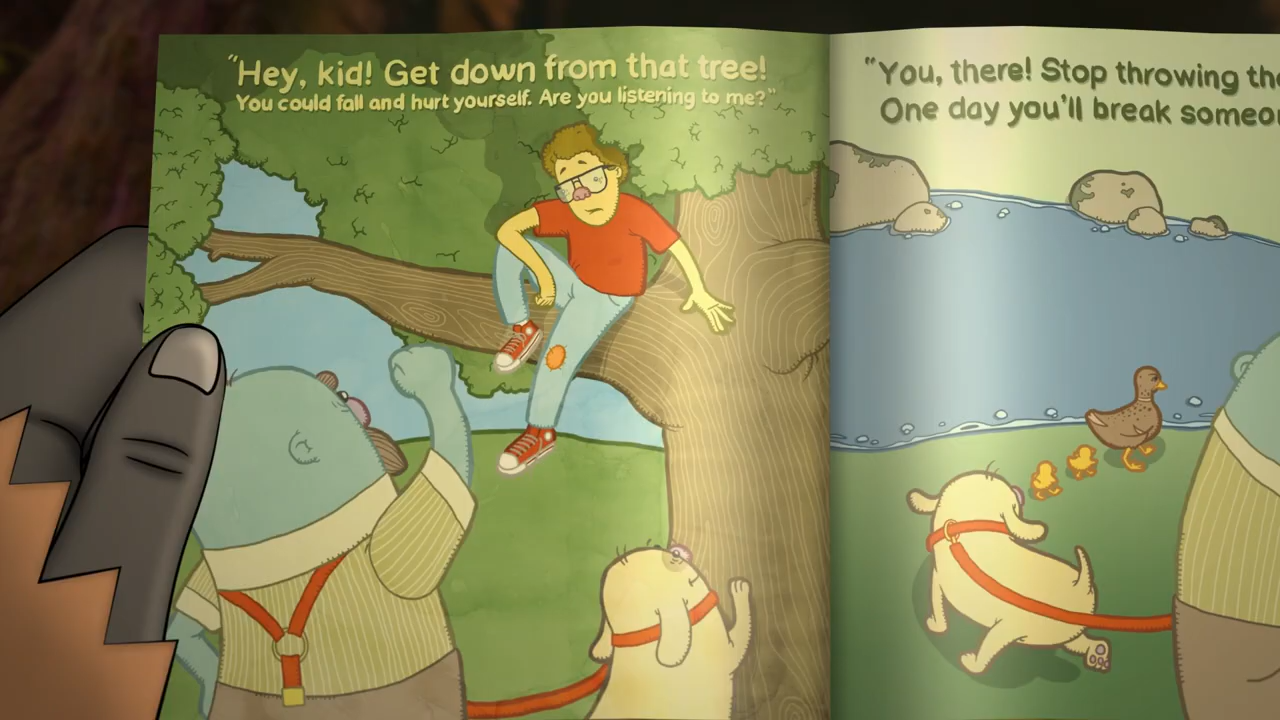 "Hey, kid! Get down from that tree!
You could fall and hurt yourself. Are you listening to me?"
"You, there! Stop throwing
One day you'll break